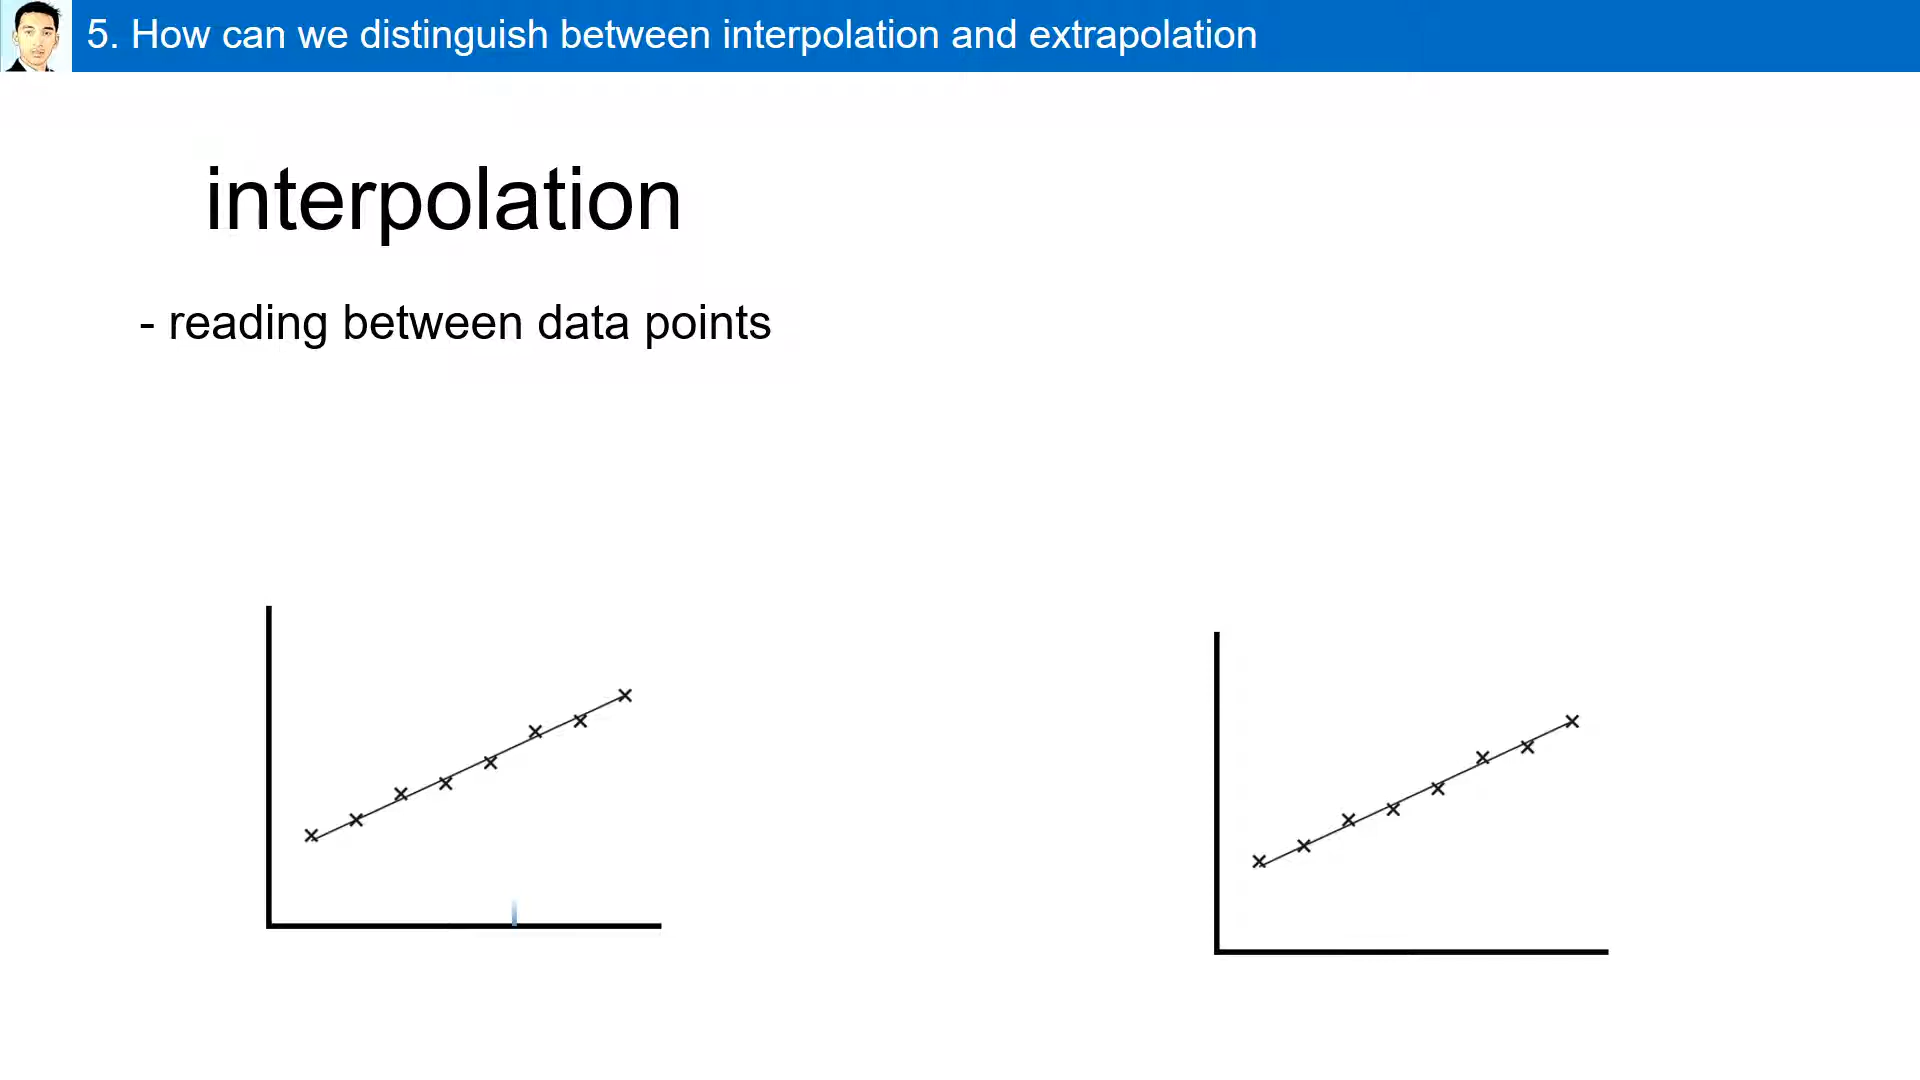 5. How can we distinguish between interpolation and extrapolation
interpolation
- reading between data points